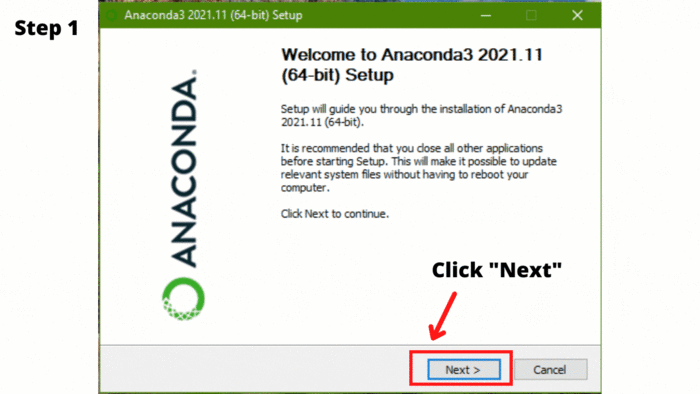 Step 1
Anaconda3 2021.11 (64-bit) Setup
Welcome to Anaconda3 2021.11
(64-bit) Setup
Setup will guide you through the installation of Anaconda3
2021.11 (64-bit).
It is recommended that you close all other applications
before starting Setup. This will make it possible to update
relevant system files without having to reboot your
computer.
Click Next to continue.
ANACONDA.
Click "Next"
Next >
Cancel